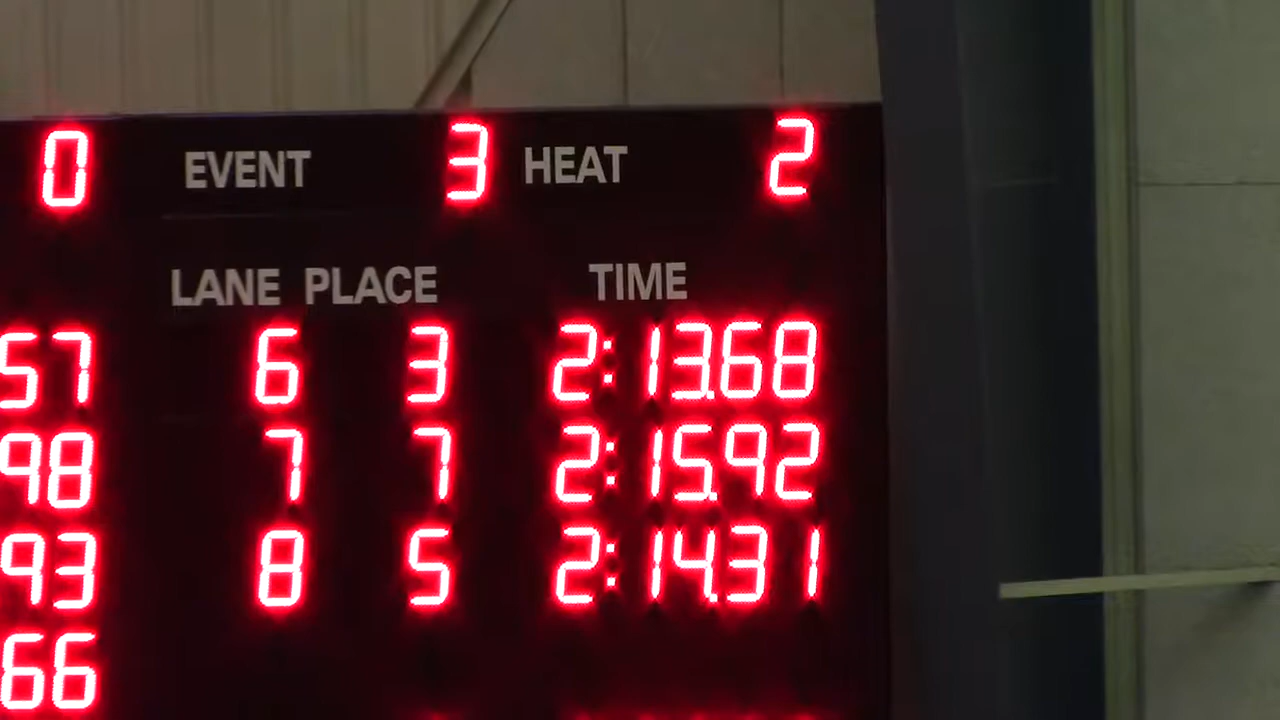 0 EVENT 3 HEAT 2
LANE PLACE TIME
57 6 3 2:13.68
98 7 7 2:15.92
93 8 5 2:14.31
66